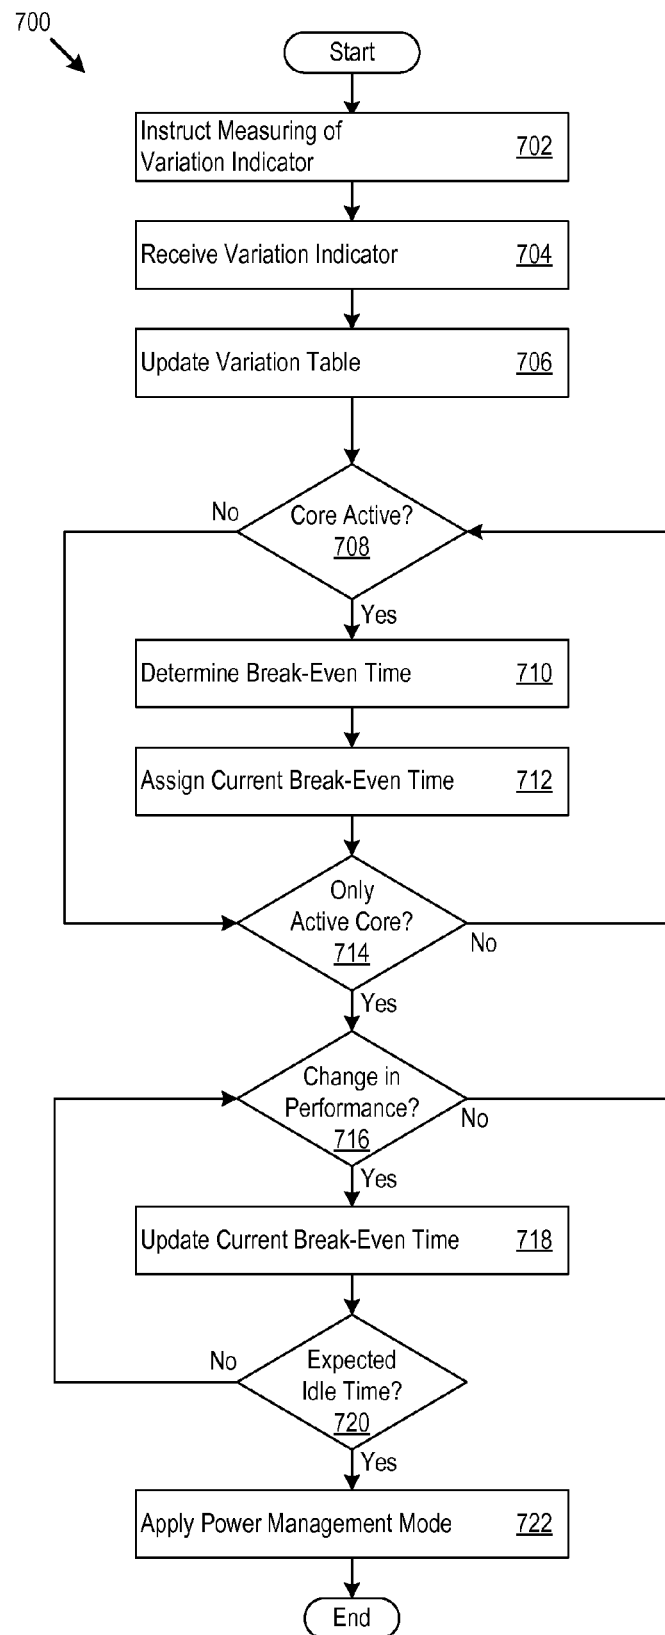 700
Start
Instruct Measuring of
Variation Indicator 702
Receive Variation Indicator 704
Update Variation Table 706
No
Core Active?
708
Yes
Determine Break-Even Time 710
Assign Current Break-Even Time 712
Only
Active Core?
714
No
Yes
Change in
Performance?
716
No
Yes
Update Current Break-Even Time 718
No
Expected
Idle Time?
720
Yes
Apply Power Management Mode 722
End